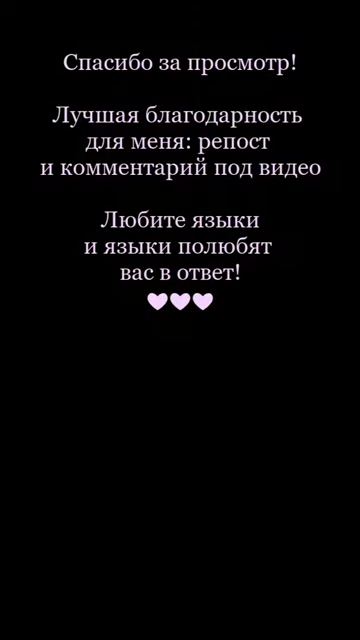 Спасибо за просмотр!
Лучшая благодарность
для меня: репост
и комментарий под видео
Любите языки
и языки полюбят
вас в ответ!